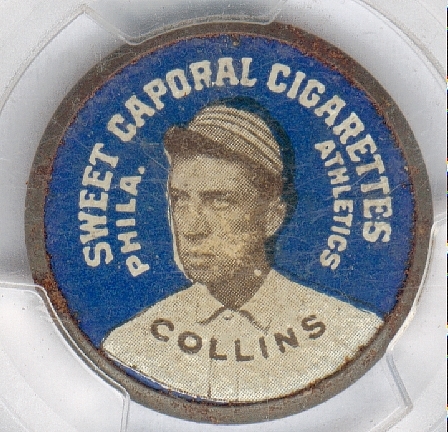 SWEET CAPORAL CIGARETTES
PHILA.
ATHLETICS
COLLINS